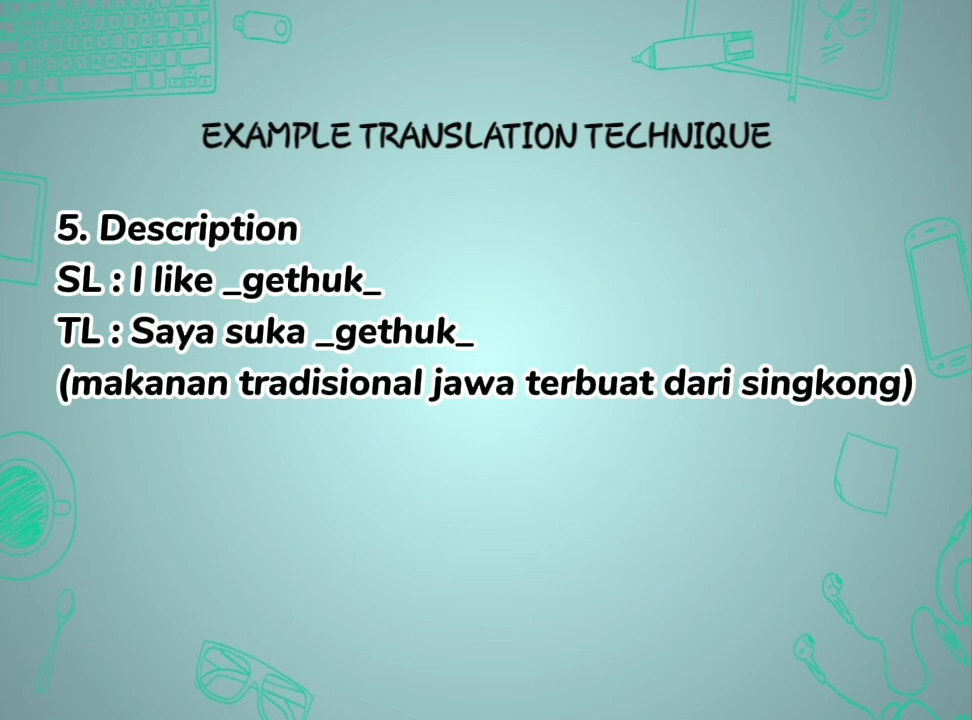 EXAMPLE TRANSLATION TECHNIQUE
5. Description
SL : I like _gethuk_
TL : Saya suka _gethuk_
(makanan tradisional jawa terbuat dari singkong)